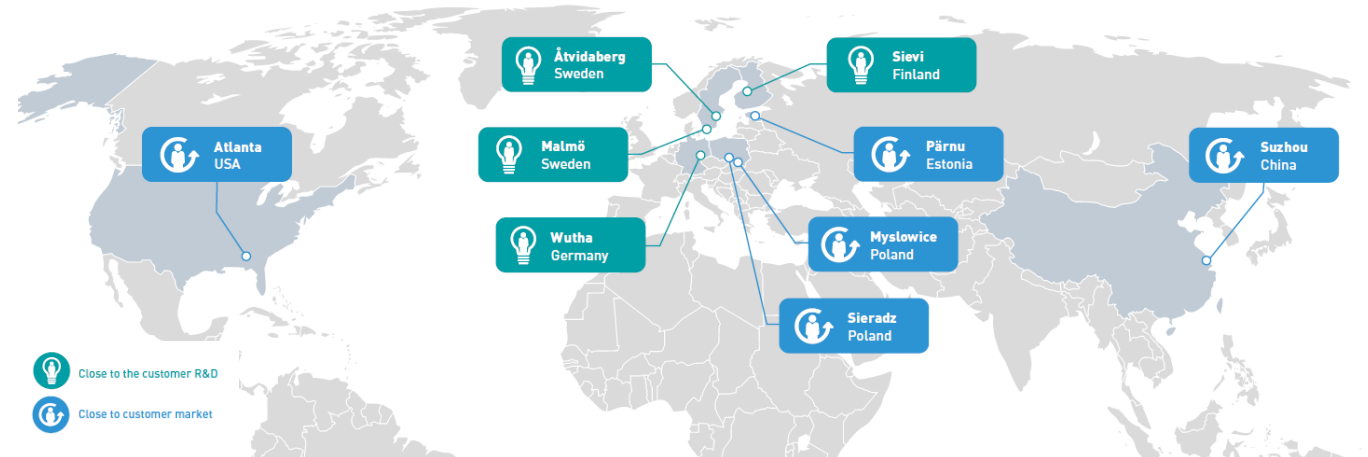 Åtvidaberg
Sweden
Sievi
Finland
Atlanta
USA
Malmö
Sweden
Pärnu
Estonia
Suzhou
China
Wutha
Germany
Myslowice
Poland
Sieradz
Poland
Close to the customer R&D
Close to customer market